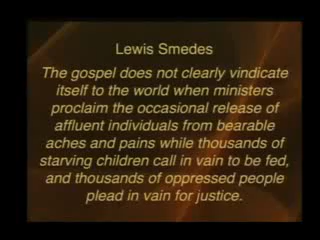 Lewis Smedes
The gospel does not clearly vindicate
itself to the world when ministers
proclaim the occasional release of
affluent individuals from bearable
aches and pains while thousands of
starving children call in vain to be fed,
and thousands of oppressed people
plead in vain for justice.